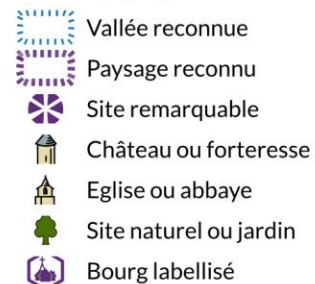 Vallée reconnue
Paysage reconnu
Site remarquable
Château ou forteresse
Eglise ou abbaye
Site naturel ou jardin
Bourg labellisé